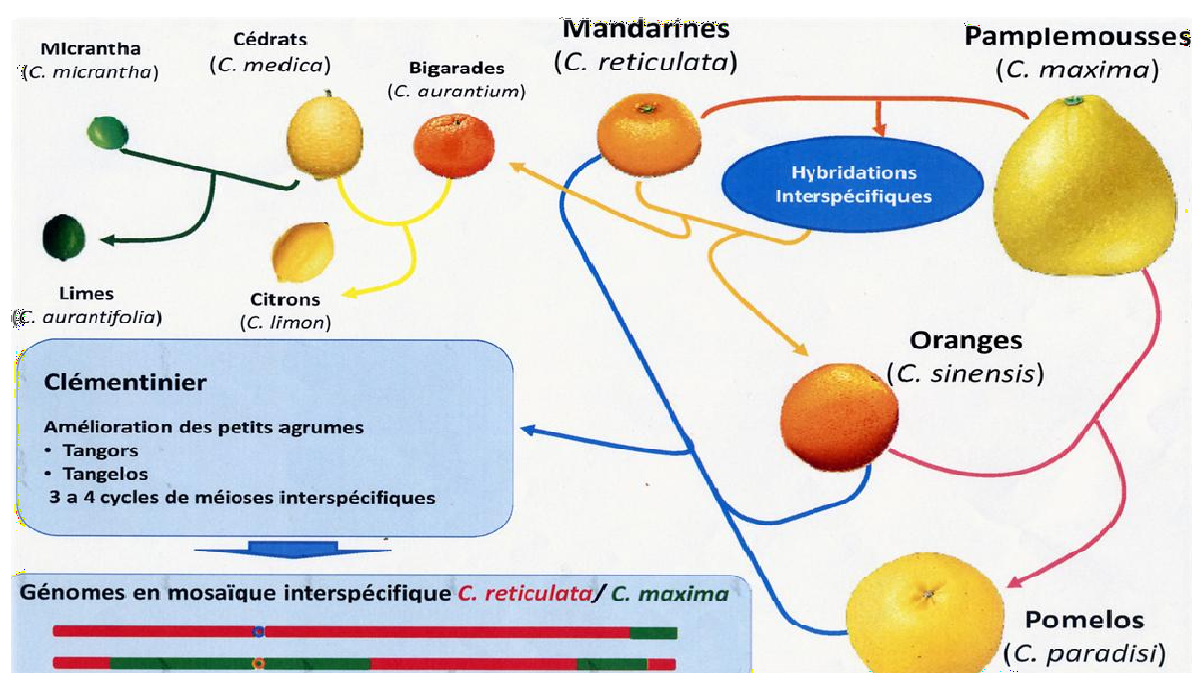 MIcrantha
(C. micrantha)
Cédrats
(C. medica)
Bigarades
(C. aurantium)
Mandarines
(C. reticulata)
Pamplemousses
(C. maxima)
Hybridations
Interspécifiques
Limes
(C. aurantifolia)
Citrons
(C. limon)
Oranges
(C. sinensis)
Clémentinier
Amélioration des petits agrumes
• Tangors
• Tangelos
3 a 4 cycles de méioses interspécifiques
Génomes en mosaïque interspécifique C. reticulata/ C. maxima
Pomelos
(C. paradisi)